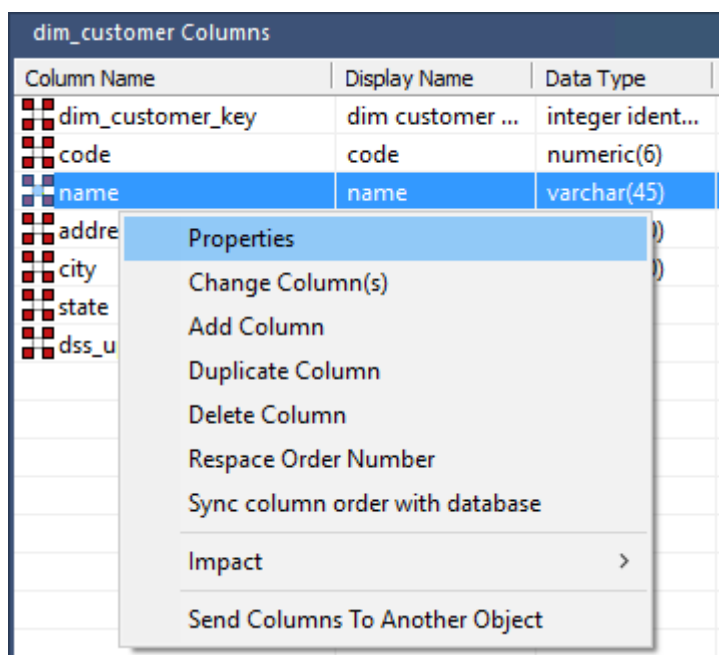 dim_customer Columns
Column Name Display Name Data Type
dim_customer_key dim customer ... integer ident...
code code numeric(6)
name name varchar(45)
addre )
city )
state
dss_u
Properties
Change Column(s)
Add Column
Duplicate Column
Delete Column
Respace Order Number
Sync column order with database
Impact
Send Columns To Another Object